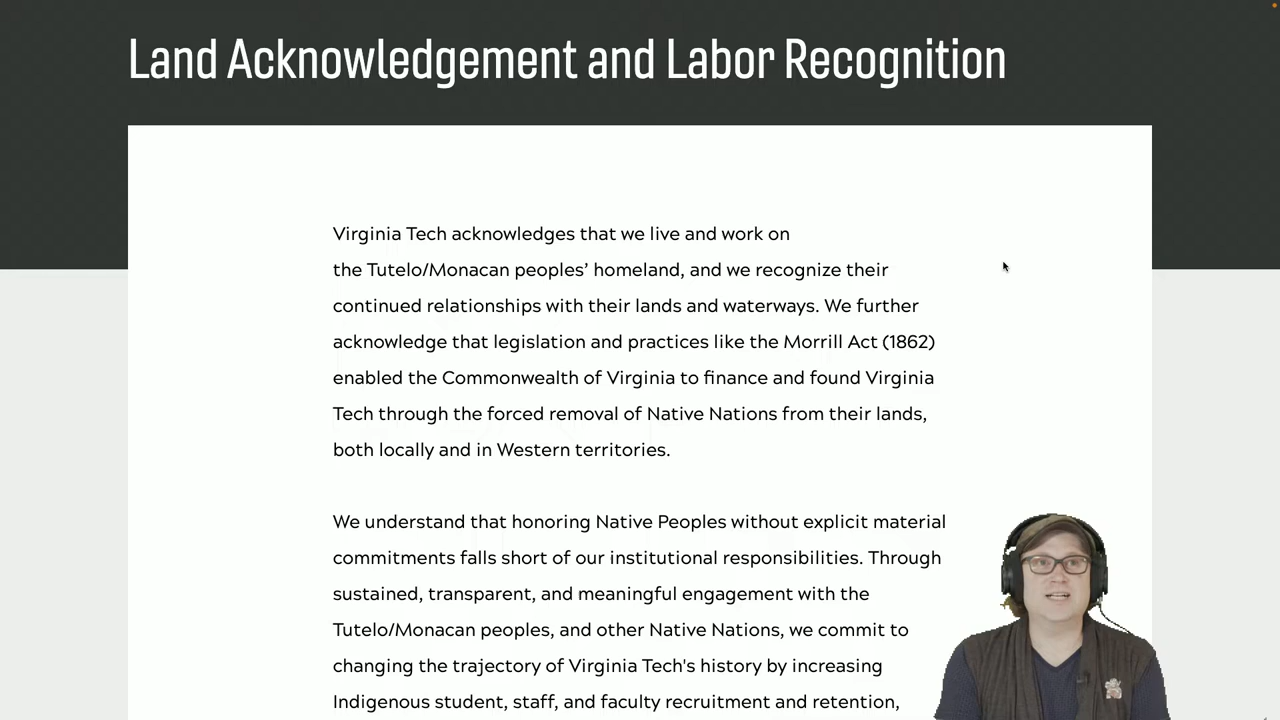 Land Acknowledgement and Labor Recognition
Virginia Tech acknowledges that we live and work on
the Tutelo/Monacan peoples’ homeland, and we recognize their
continued relationships with their lands and waterways. We further
acknowledge that legislation and practices like the Morrill Act (1862)
enabled the Commonwealth of Virginia to finance and found Virginia
Tech through the forced removal of Native Nations from their lands,
both locally and in Western territories.
We understand that honoring Native Peoples without explicit material
commitments falls short of our institutional responsibilities. Through
sustained, transparent, and meaningful engagement with the
Tutelo/Monacan peoples, and other Native Nations, we commit to
changing the trajectory of Virginia Tech's history by increasing
Indigenous student, staff, and faculty recruitment and retention,